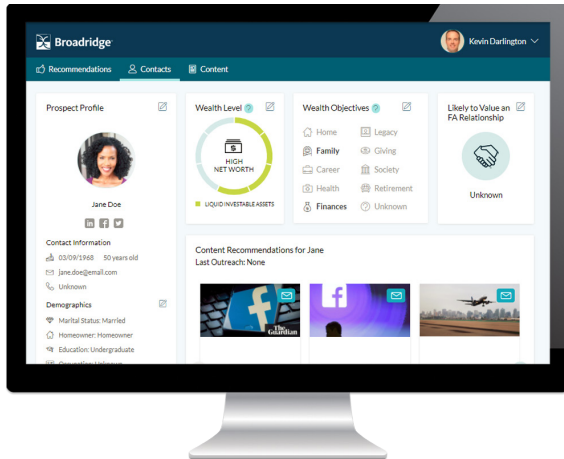 Broadridge
Kevin Darlington
Recommendations
Contacts
Content
Prospect Profile
Jane Doe
Contact Information
03/09/1968 50 years old
jane.doe@email.com
Unknown
Demographics
Marital Status: Married
Homeowner: Homeowner
Education: Undergraduate
Wealth Level
$
HIGH
NET WORTH
LIQUID INVESTABLE ASSETS
Wealth Objectives
Home
Legacy
Family
Giving
Career
Society
Health
Retirement
Finances
Unknown
Likely to Value an
FA Relationship
Unknown
Content Recommendations for Jane
Last Outreach: None
The
Guardian